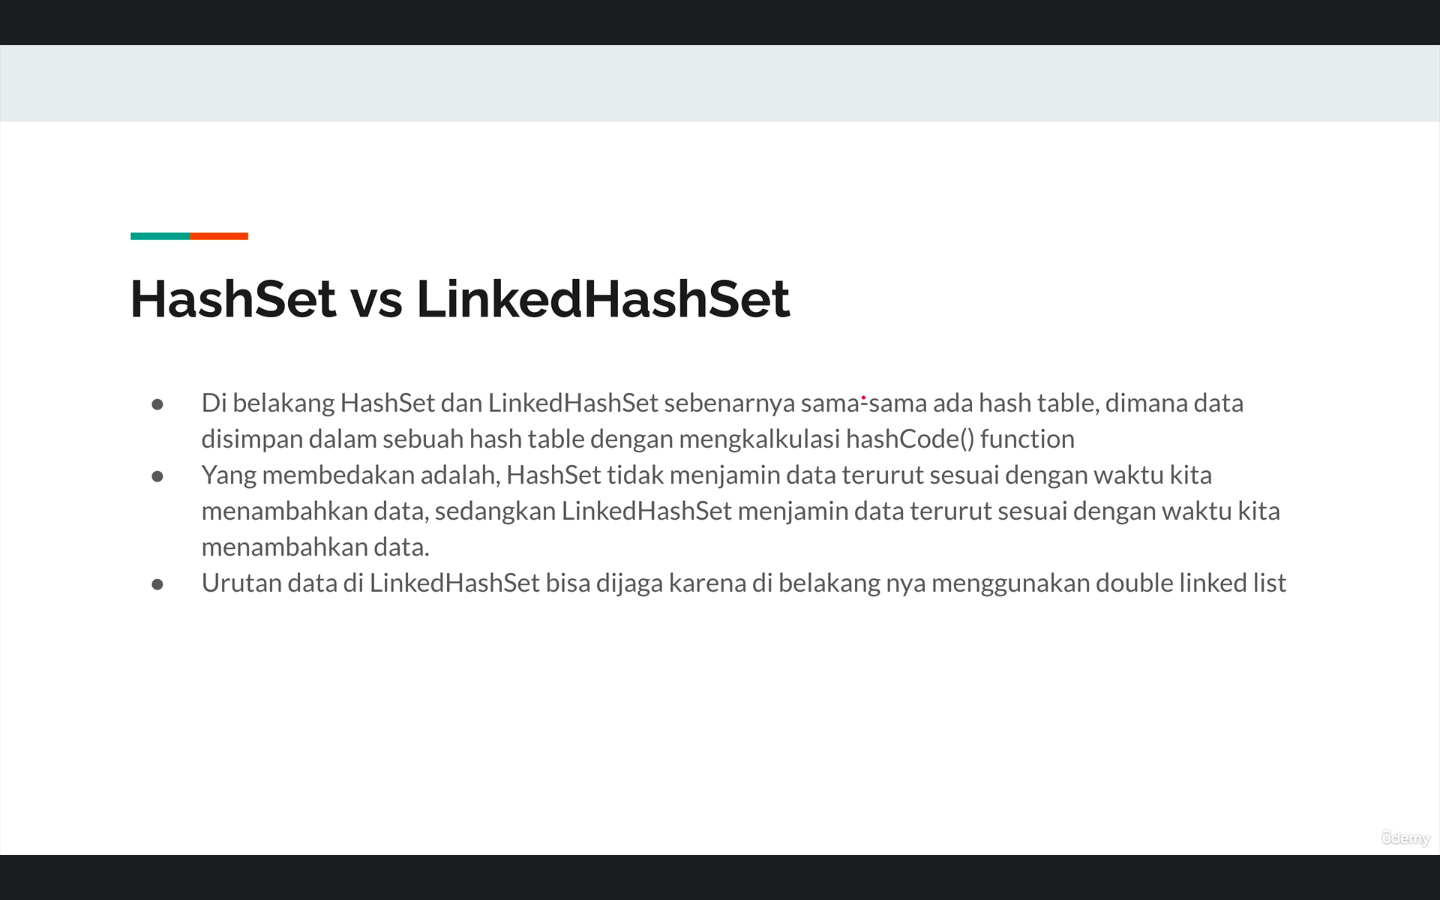 HashSet vs LinkedHashSet
● Di belakang HashSet dan LinkedHashSet sebenarnya sama-sama ada hash table, dimana data
disimpan dalam sebuah hash table dengan mengkalkulasi hashCode() function
● Yang membedakan adalah, HashSet tidak menjamin data terurut sesuai dengan waktu kita
menambahkan data, sedangkan LinkedHashSet menjamin data terurut sesuai dengan waktu kita
menambahkan data.
● Urutan data di LinkedHashSet bisa dijaga karena di belakang nya menggunakan double linked list
ûdemy